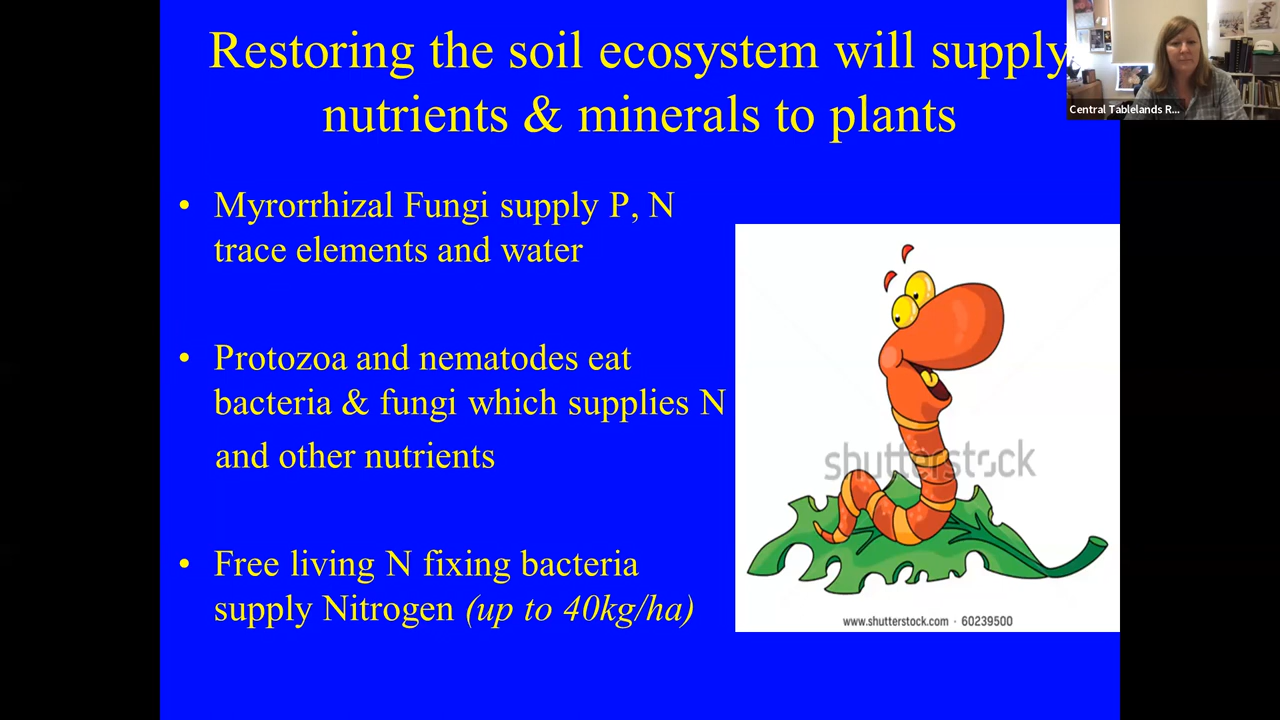 Restoring the soil ecosystem will supply
nutrients & minerals to plants
Central Tablelands R...
• Myrorrhizal Fungi supply P, N
trace elements and water
• Protozoa and nematodes eat
bacteria & fungi which supplies N
and other nutrients
shutterstock
• Free living N fixing bacteria
supply Nitrogen (up to 40kg/ha)
www.shutterstock.com · 60239500